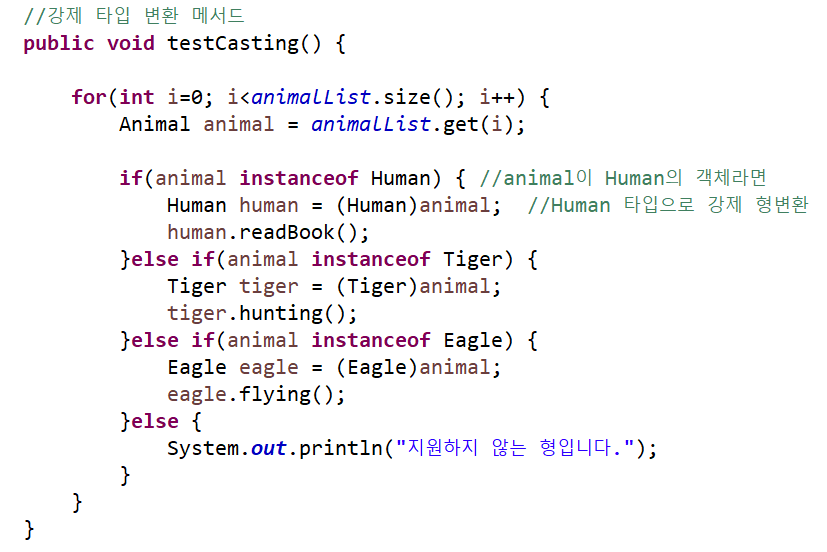 //강제 타입 변환 메서드
public void testCasting() {
for(int i=0; i<animalList.size(); i++) {
Animal animal = animalList.get(i);
if(animal instanceof Human) { //animal이 Human의 객체라면
Human human = (Human)animal; //Human 타입으로 강제 형변환
human.readBook();
}else if(animal instanceof Tiger) {
Tiger tiger = (Tiger)animal;
tiger.hunting();
}else if(animal instanceof Eagle) {
Eagle eagle = (Eagle)animal;
eagle.flying();
}else {
System.out.println("지원하지 않는 형입니다.");
}
}
}